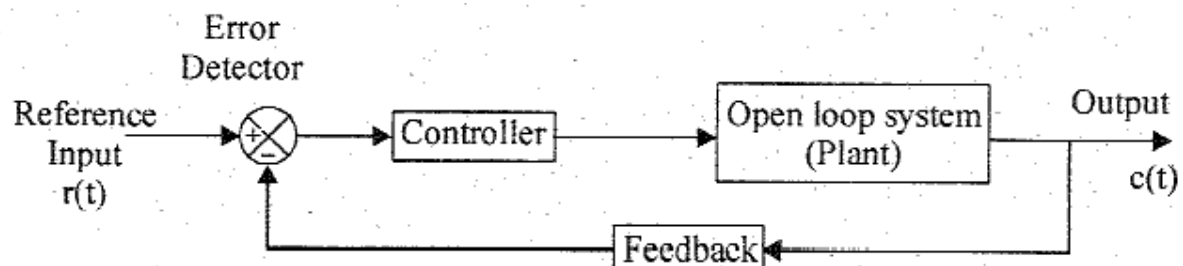 Error
Detector
Reference
Input
r(t)
+
−
Controller
Open loop system
(Plant)
Output
c(t)
Feedback